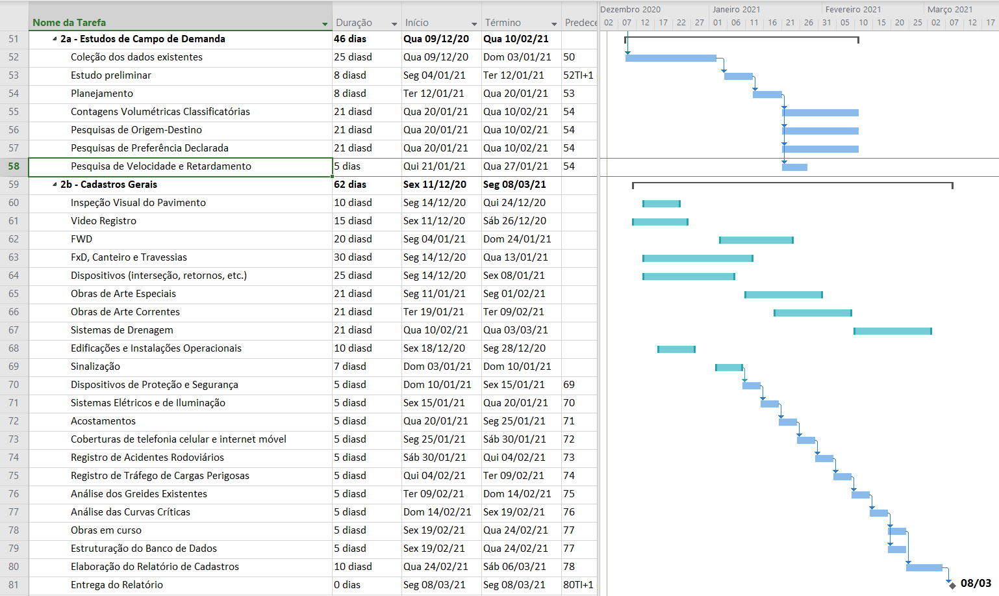 Nome da Tarefa Duração Início Término Predece Dezembro 2020 Janeiro 2021 Fevereiro 2021 Março 2021
02 07 12 17 22 27 01 06 11 16 21 26 31 05 10 15 20 25 02 07 12 17
51 2a - Estudos de Campo de Demanda 46 dias Qua 09/12/20 Qua 10/02/21
52 Coleção dos dados existentes 25 diasd Qua 09/12/20 Dom 03/01/21 50
53 Estudo preliminar 8 diasd Seg 04/01/21 Ter 12/01/21 52TI+1
54 Planejamento 8 diasd Ter 12/01/21 Qua 20/01/21 53
55 Contagens Volumétricas Classificatórias 21 diasd Qua 20/01/21 Qua 10/02/21 54
56 Pesquisas de Origem-Destino 21 diasd Qua 20/01/21 Qua 10/02/21 54
57 Pesquisas de Preferência Declarada 21 diasd Qua 20/01/21 Qua 10/02/21 54
58 Pesquisa de Velocidade e Retardamento 5 dias Qui 21/01/21 Qua 27/01/21 54
59 2b - Cadastros Gerais 62 dias Sex 11/12/20 Seg 08/03/21
60 Inspeção Visual do Pavimento 10 diasd Seg 14/12/20 Qui 24/12/20
61 Video Registro 15 diasd Sex 11/12/20 Sáb 26/12/20
62 FWD 20 diasd Seg 04/01/21 Dom 24/01/21
63 FxD, Canteiro e Travessias 30 diasd Seg 14/12/20 Qua 13/01/21
64 Dispositivos (interseção, retornos, etc.) 25 diasd Seg 14/12/20 Sex 08/01/21
65 Obras de Arte Especiais 21 diasd Seg 11/01/21 Seg 01/02/21
66 Obras de Arte Correntes 21 diasd Ter 19/01/21 Ter 09/02/21
67 Sistemas de Drenagem 21 diasd Qua 10/02/21 Qua 03/03/21
68 Edificações e Instalações Operacionais 10 diasd Sex 18/12/20 Seg 28/12/20
69 Sinalização 7 diasd Dom 03/01/21 Dom 10/01/21
70 Dispositivos de Proteção e Segurança 5 diasd Dom 10/01/21 Sex 15/01/21 69
71 Sistemas Elétricos e de Iluminação 5 diasd Sex 15/01/21 Qua 20/01/21 70
72 Acostamentos 5 diasd Qua 20/01/21 Seg 25/01/21 71
73 Coberturas de telefonia celular e internet móvel 5 diasd Seg 25/01/21 Sáb 30/01/21 72
74 Registro de Acidentes Rodoviários 5 diasd Sáb 30/01/21 Qui 04/02/21 73
75 Registro de Tráfego de Cargas Perigosas 5 diasd Qui 04/02/21 Ter 09/02/21 74
76 Análise dos Greides Existentes 5 diasd Ter 09/02/21 Dom 14/02/21 75
77 Análise das Curvas Críticas 5 diasd Dom 14/02/21 Sex 19/02/21 76
78 Obras em curso 5 diasd Sex 19/02/21 Qua 24/02/21 77
79 Estruturação do Banco de Dados 5 diasd Sex 19/02/21 Qua 24/02/21 77
80 Elaboração do Relatório de Cadastros 10 diasd Qua 24/02/21 Sáb 06/03/21 78
81 Entrega do Relatório 0 dias Seg 08/03/21 Seg 08/03/21 80TI+1 08/03